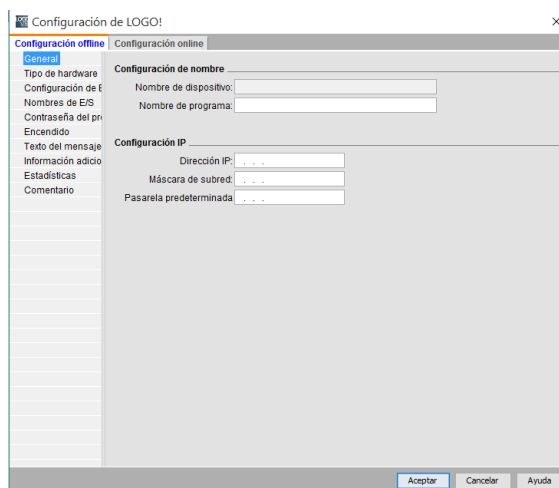 Configuración de LOGO!
Configuración offline Configuración online
General
Tipo de hardware
Configuración de E
Nombres de E/S
Contraseña del pr
Encendido
Texto del mensaje
Información adicio
Estadísticas
Comentario
Configuración de nombre
Nombre de dispositivo:
Nombre de programa:
Configuración IP
Dirección IP: . . .
Máscara de subred: . . .
Pasarela predeterminada . . .
Aceptar Cancelar Ayuda